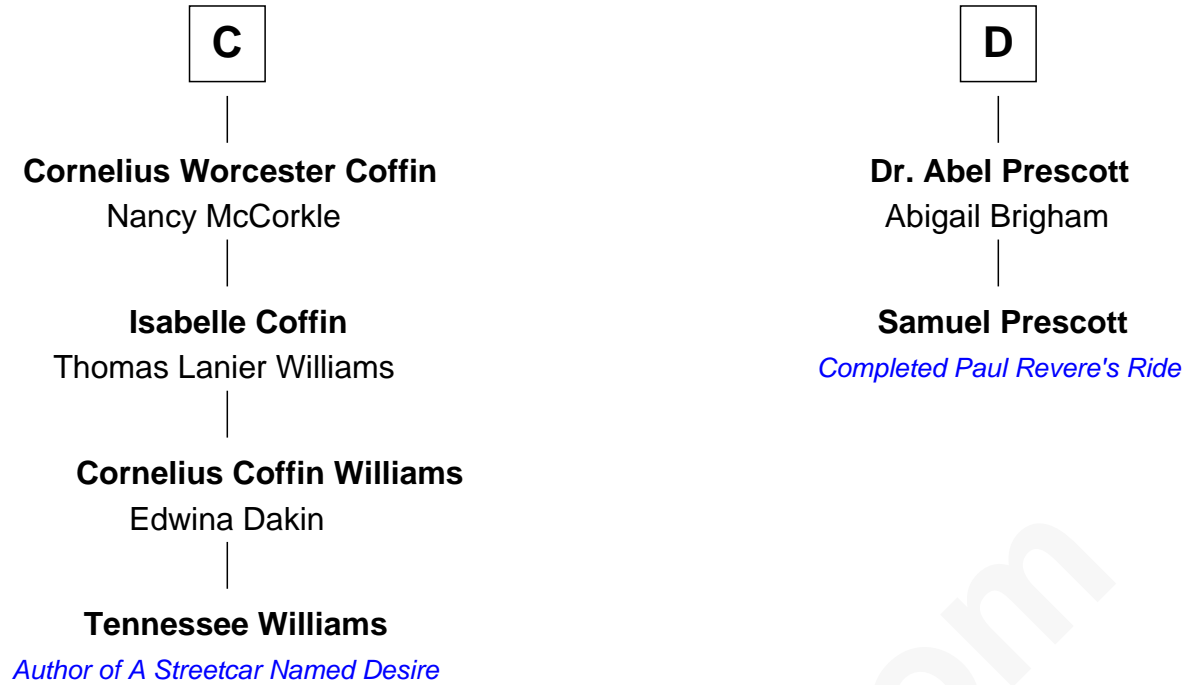 C
Cornelius Worcester Coffin
Nancy McCorkle
Isabelle Coffin
Thomas Lanier Williams
Cornelius Coffin Williams
Edwina Dakin
Tennessee Williams
Author of A Streetcar Named Desire
D
Dr. Abel Prescott
Abigail Brigham
Samuel Prescott
Completed Paul Revere's Ride
om